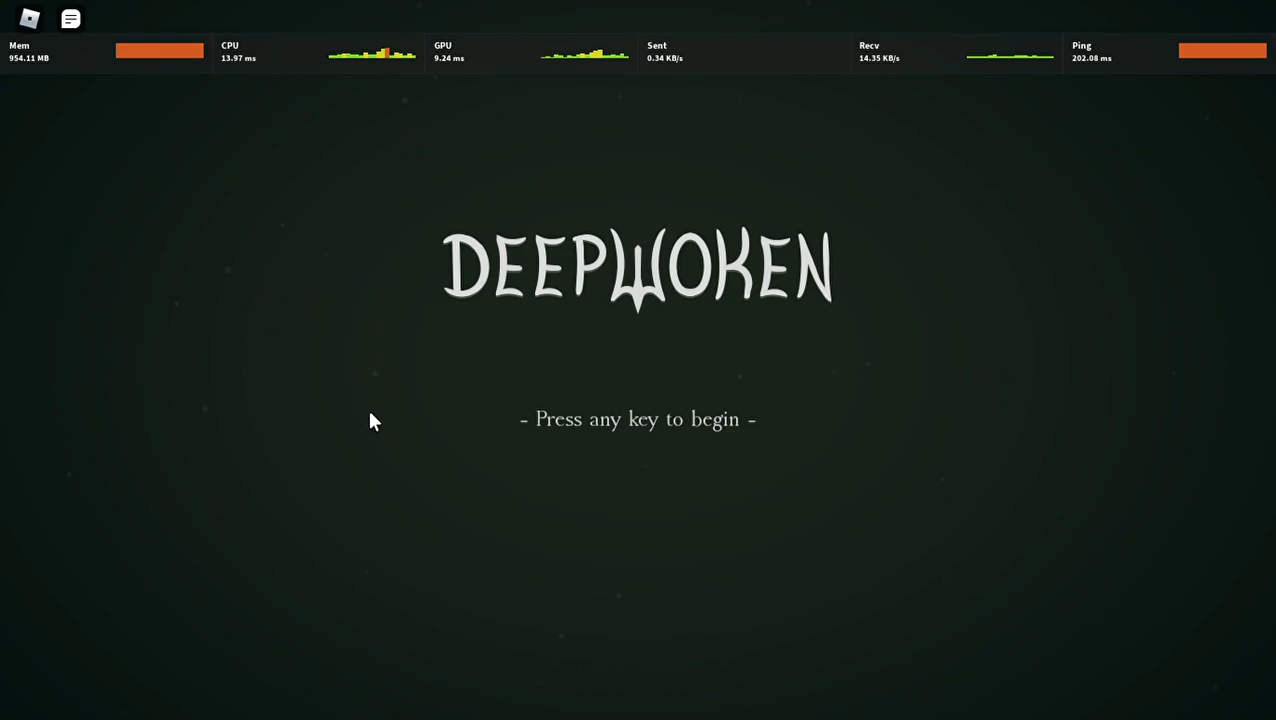 Mem CPU GPU Sent Recv Ping
954.11 MB 13.97 ms 9.24 ms 0.34 KB/s 14.35 KB/s 202.08 ms
DEEPWOKEN
- Press any key to begin -